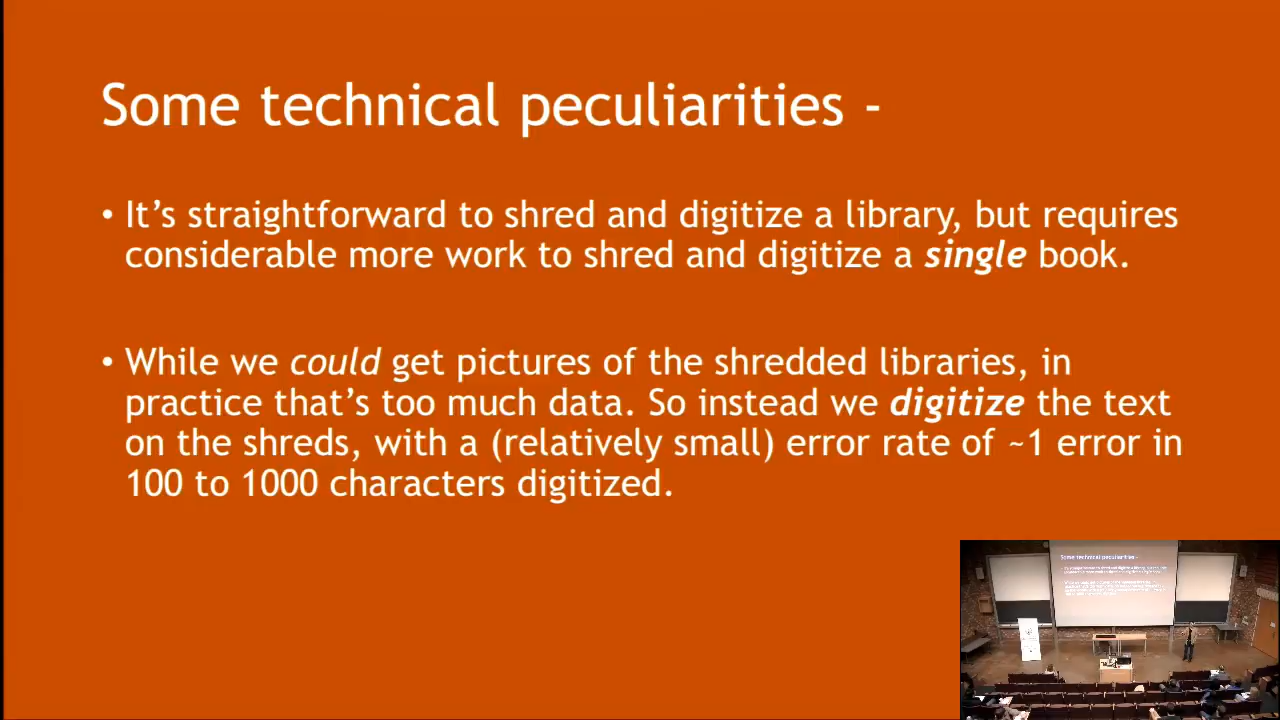 Some technical peculiarities -
• It’s straightforward to shred and digitize a library, but requires
considerable more work to shred and digitize a single book.
• While we could get pictures of the shredded libraries, in
practice that’s too much data. So instead we digitize the text
on the shreds, with a (relatively small) error rate of ~1 error in
100 to 1000 characters digitized.
Some technical peculiarities -